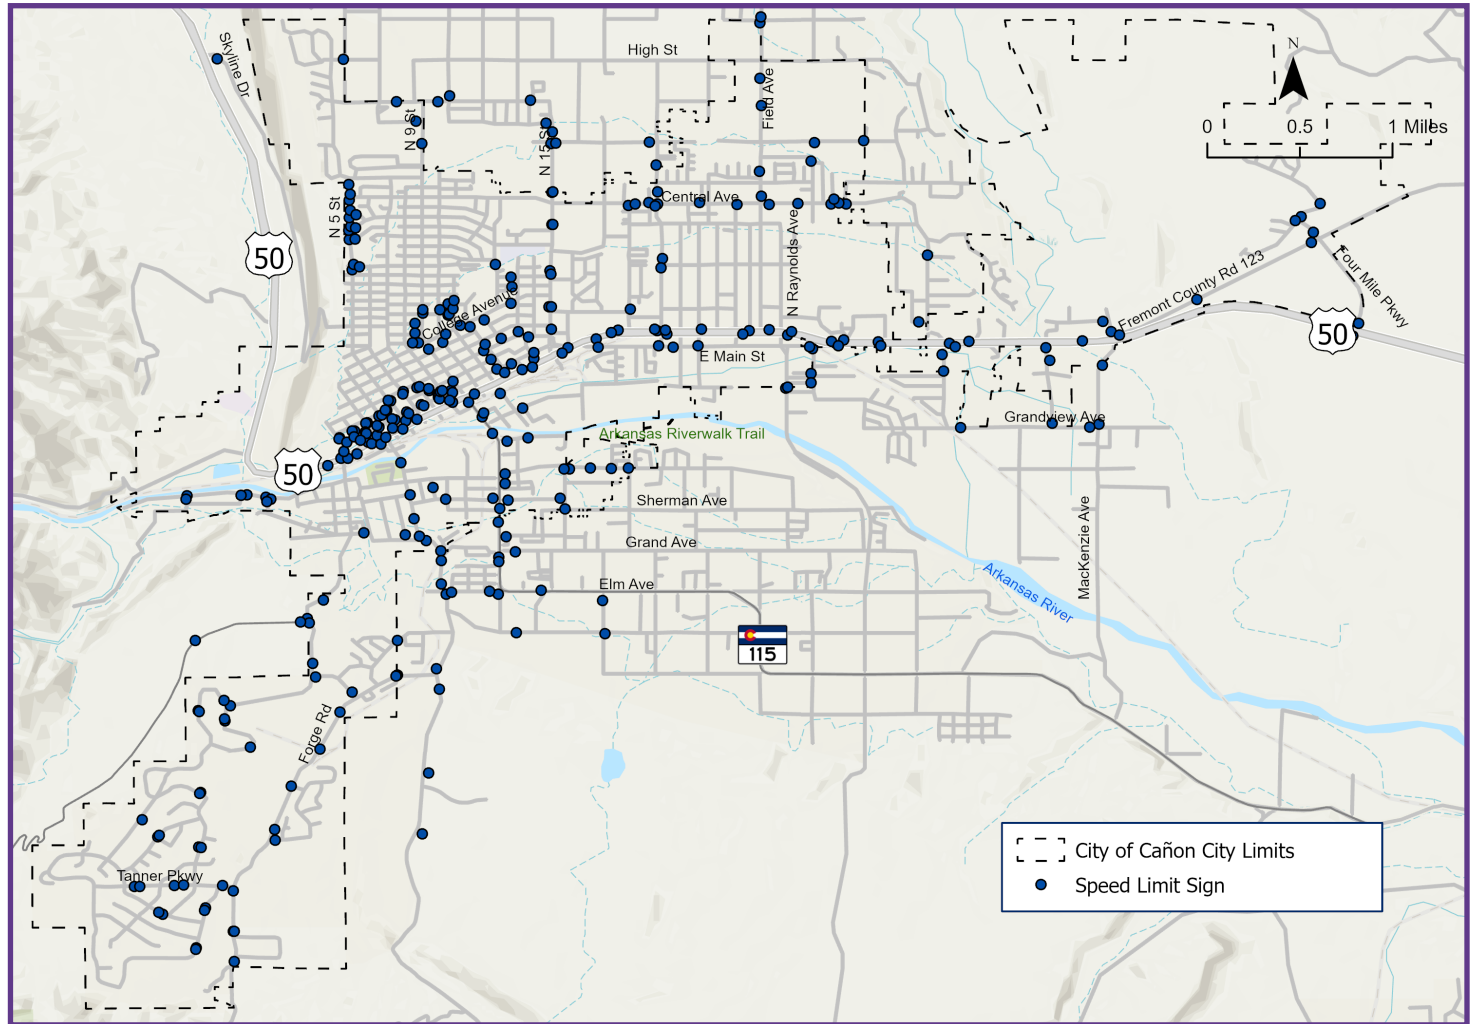 Skyline Dr
High St
N
0 0.5 1 Miles
Field Ave
N 9 St
N 15 St
Central Ave
N 5 St
50
N Raynolds Ave
Fremont County Rd 123
Four Mile Pkwy
College Avenue
50
E Main St
Grandview Ave
Arkansas Riverwalk Trail
50
Sherman Ave
MacKenzie Ave
Grand Ave
Elm Ave
Arkansas River
115
Forge Rd
Tanner Pkwy
City of Cañon City Limits
Speed Limit Sign